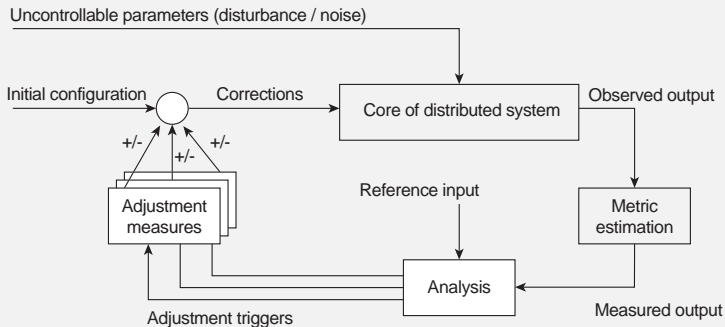 Uncontrollable parameters (disturbance / noise)
Initial configuration
Corrections
Core of distributed system
Observed output
+/-
+/-
+/-
Reference input
Adjustment
measures
Metric
estimation
Analysis
Adjustment triggers
Measured output